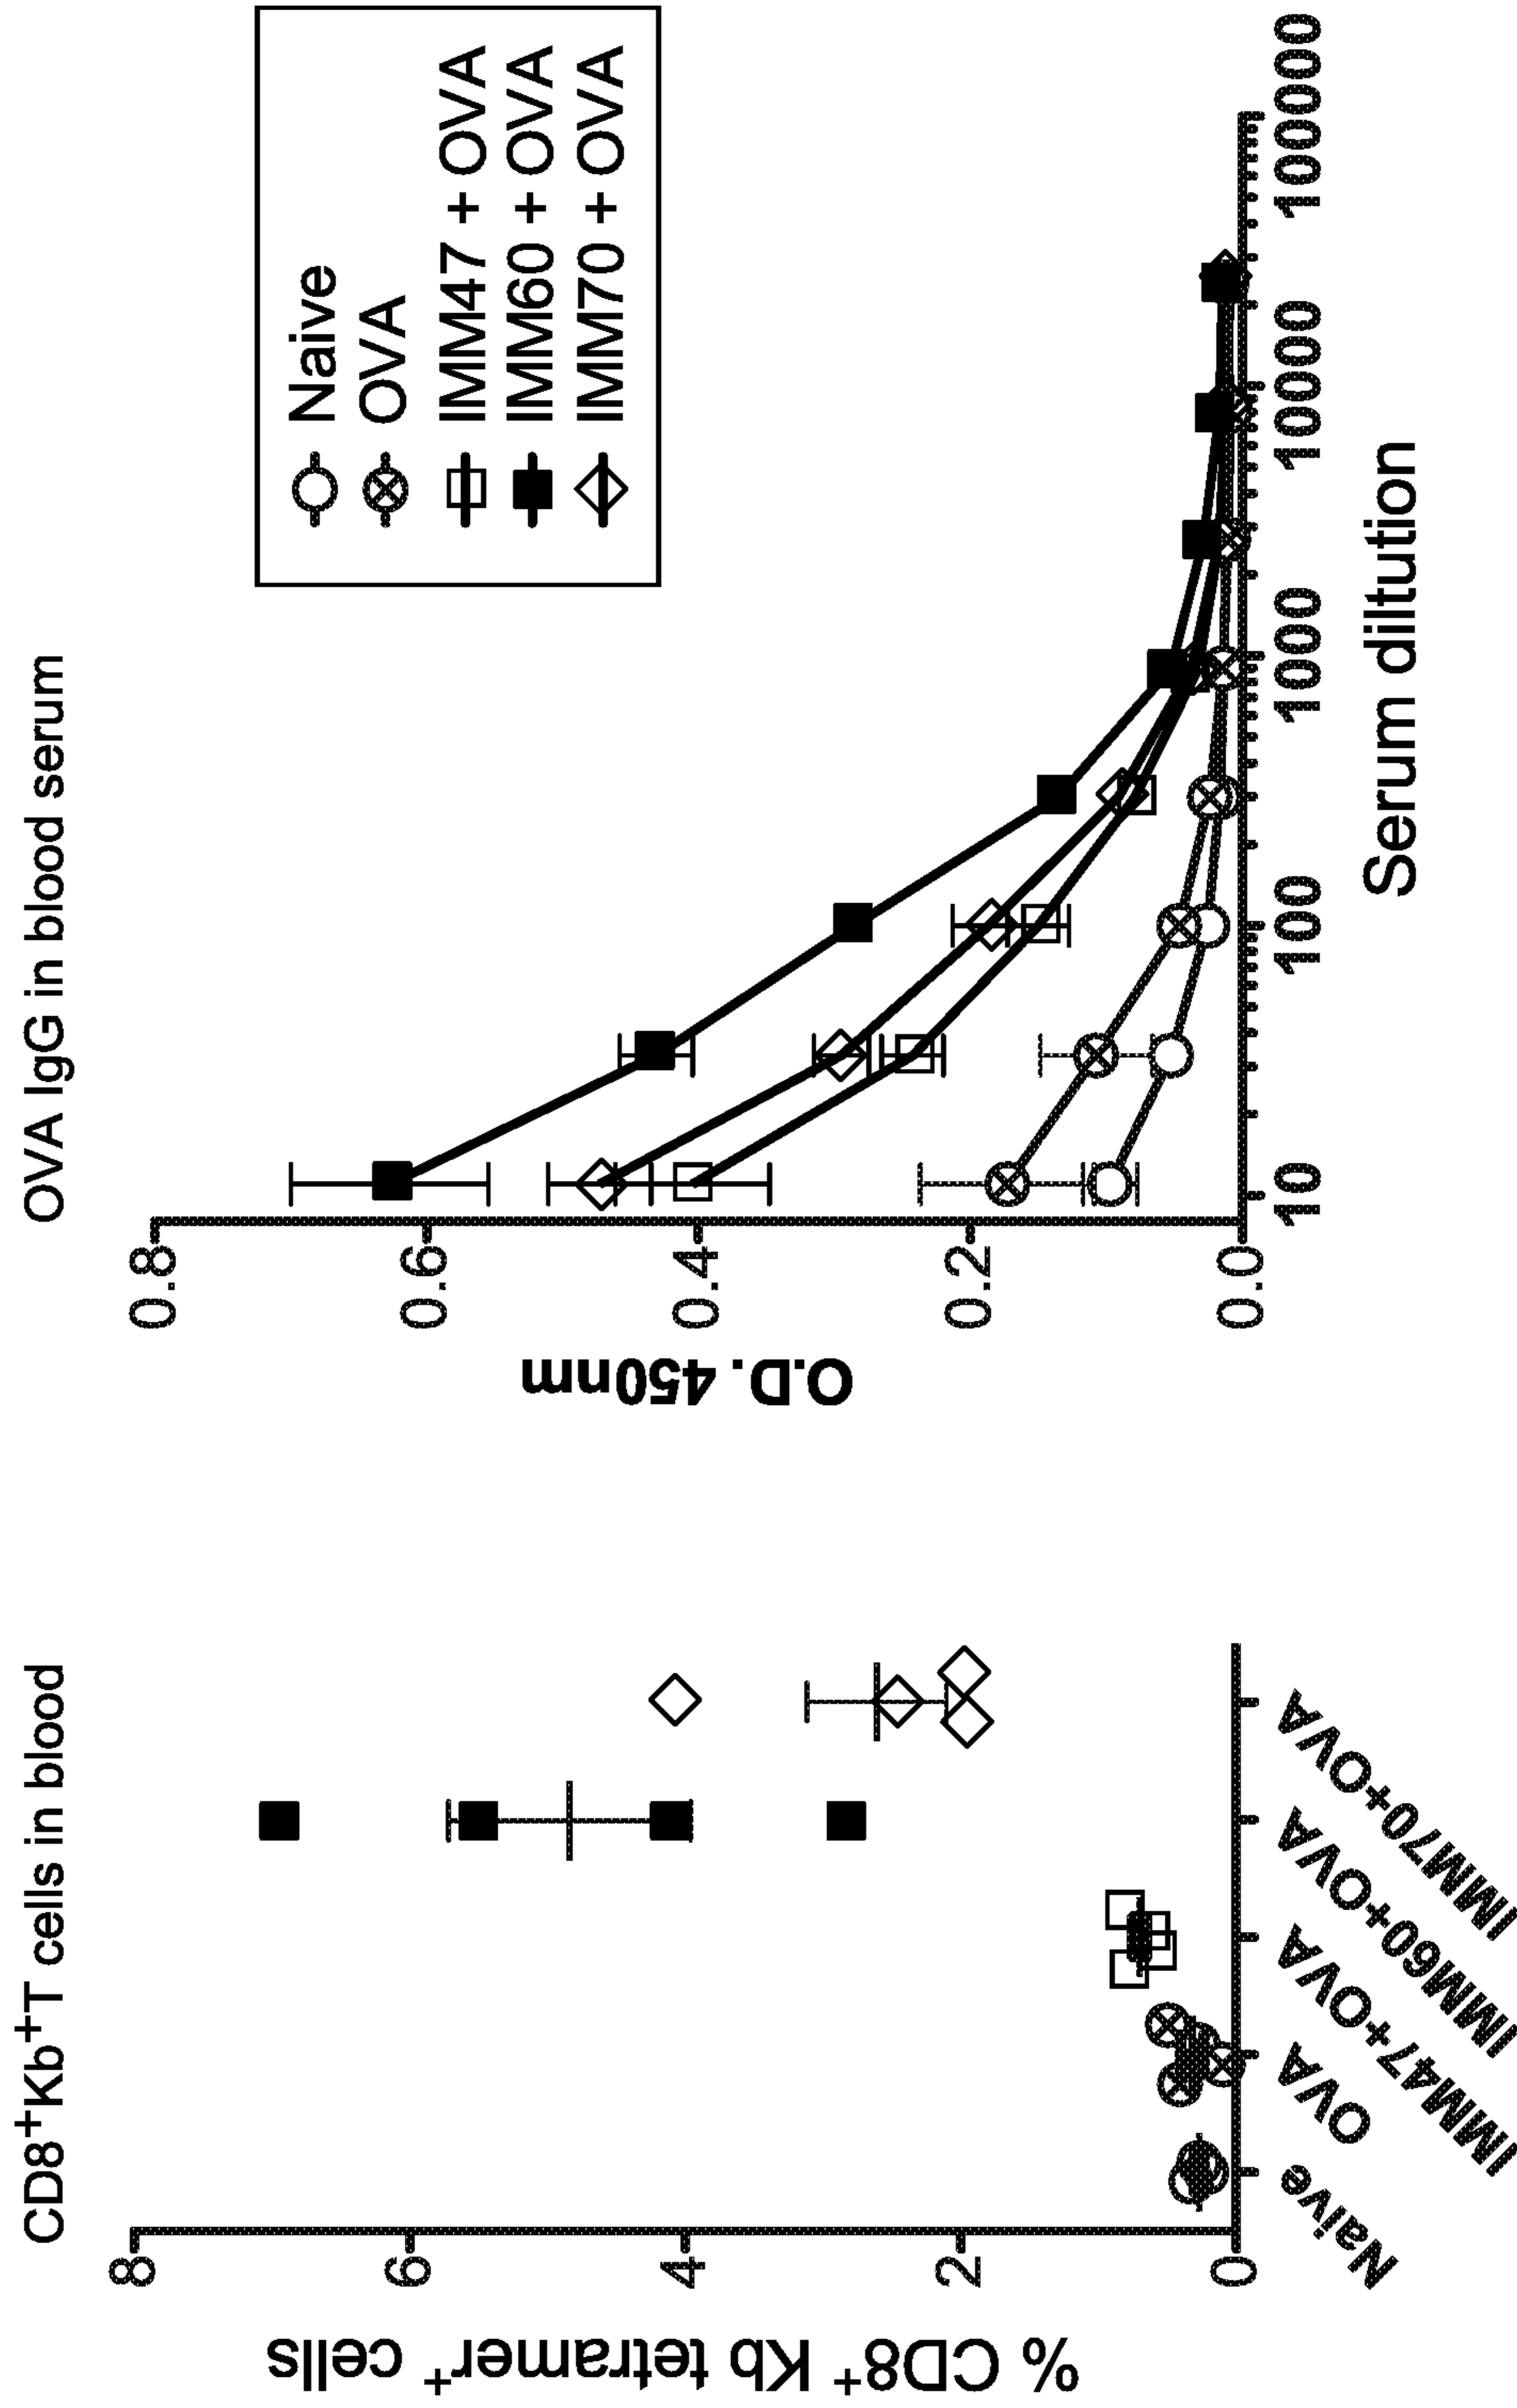 CD8⁺Kb⁺T cells in blood
% CD8⁺ Kb tetramer⁺ cells
8
6
4
2
0
Naive
OVA
IMM47+OVA
IMM60+OVA
IMM70+OVA
OVA IgG in blood serum
O.D. 450nm
0.8
0.6
0.4
0.2
0.0
10
100
1000
10000
100000
Serum diltution
Naive
OVA
IMM47 + OVA
IMM60 + OVA
IMM70 + OVA